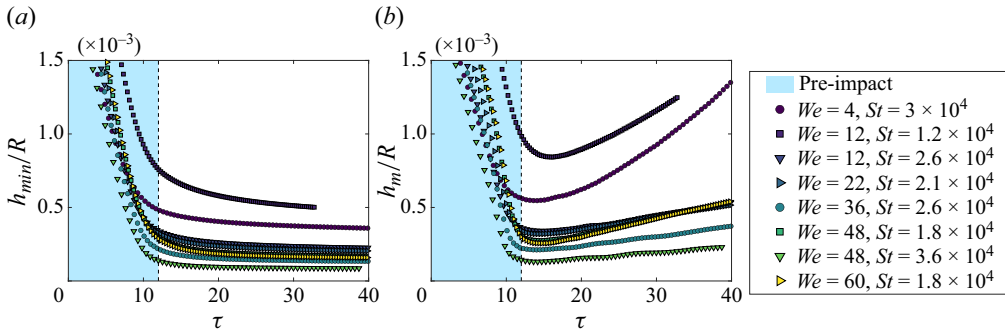 (a)
(×10⁻³)
1.5
1.0
0.5
0
10
20
30
40
h_min/R
τ
(b)
(×10⁻³)
1.5
1.0
0.5
0
10
20
30
40
h_m/R
τ
Pre-impact
We = 4, St = 3 × 10⁴
We = 12, St = 1.2 × 10⁴
We = 12, St = 2.6 × 10⁴
We = 22, St = 2.1 × 10⁴
We = 36, St = 2.6 × 10⁴
We = 48, St = 1.8 × 10⁴
We = 48, St = 3.6 × 10⁴
We = 60, St = 1.8 × 10⁴